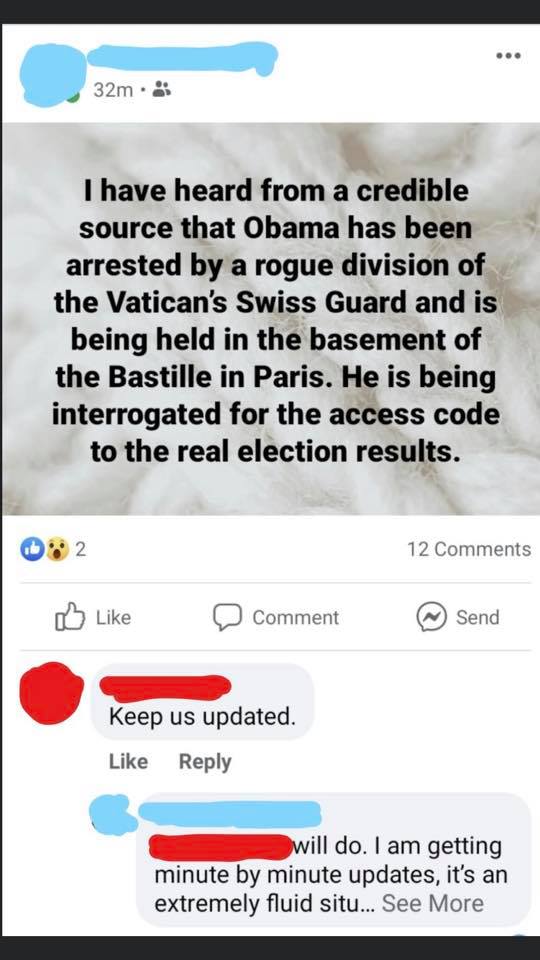 32m ·
I have heard from a credible
source that Obama has been
arrested by a rogue division of
the Vatican's Swiss Guard and is
being held in the basement of
the Bastille in Paris. He is being
interrogated for the access code
to the real election results.
2
12 Comments
Like
Comment
Send
Keep us updated.
Like Reply
will do. I am getting
minute by minute updates, it's an
extremely fluid situ... See More